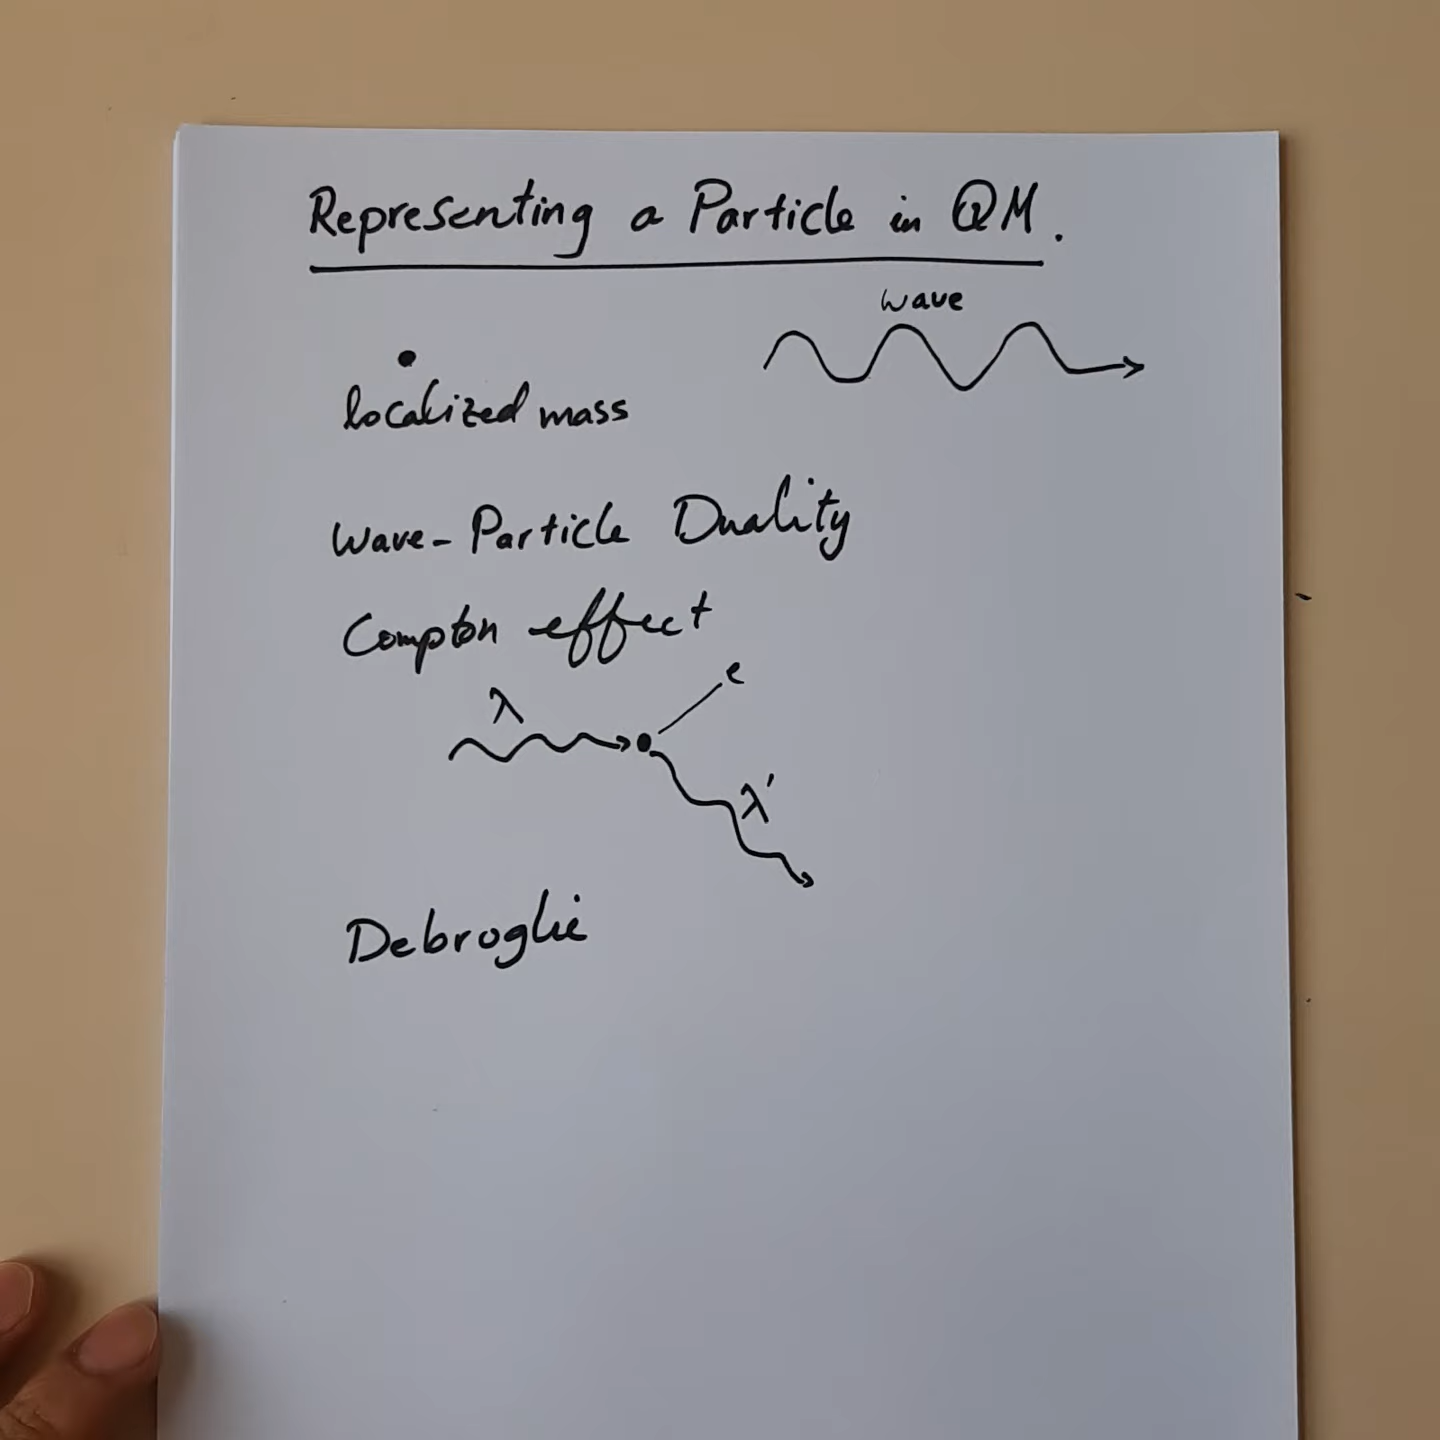 Representing a Particle in QM.
wave
localized mass
Wave-Particle Duality
Compton effect
e
λ
λ'
Debroglie